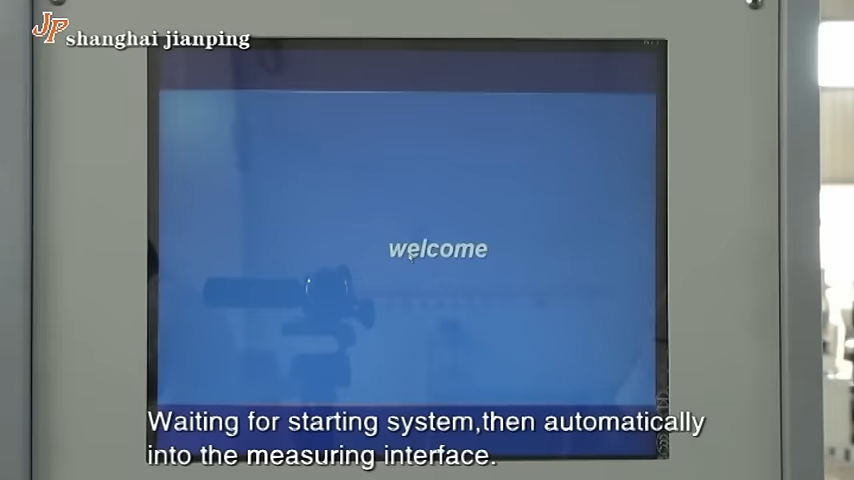 JP shanghai jianping
welcome
Waiting for starting system,then automatically
into the measuring interface.